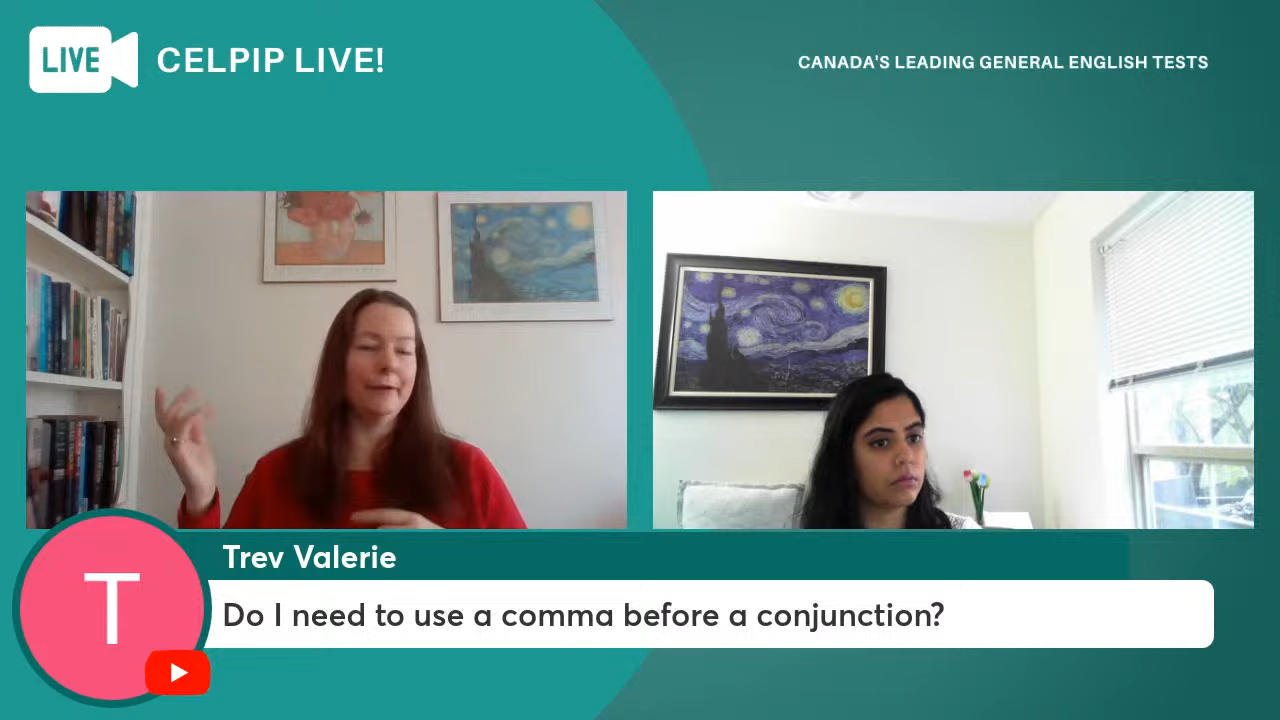 LIVE
CELPIP LIVE!
CANADA'S LEADING GENERAL ENGLISH TESTS
Trev Valerie
T
Do I need to use a comma before a conjunction?